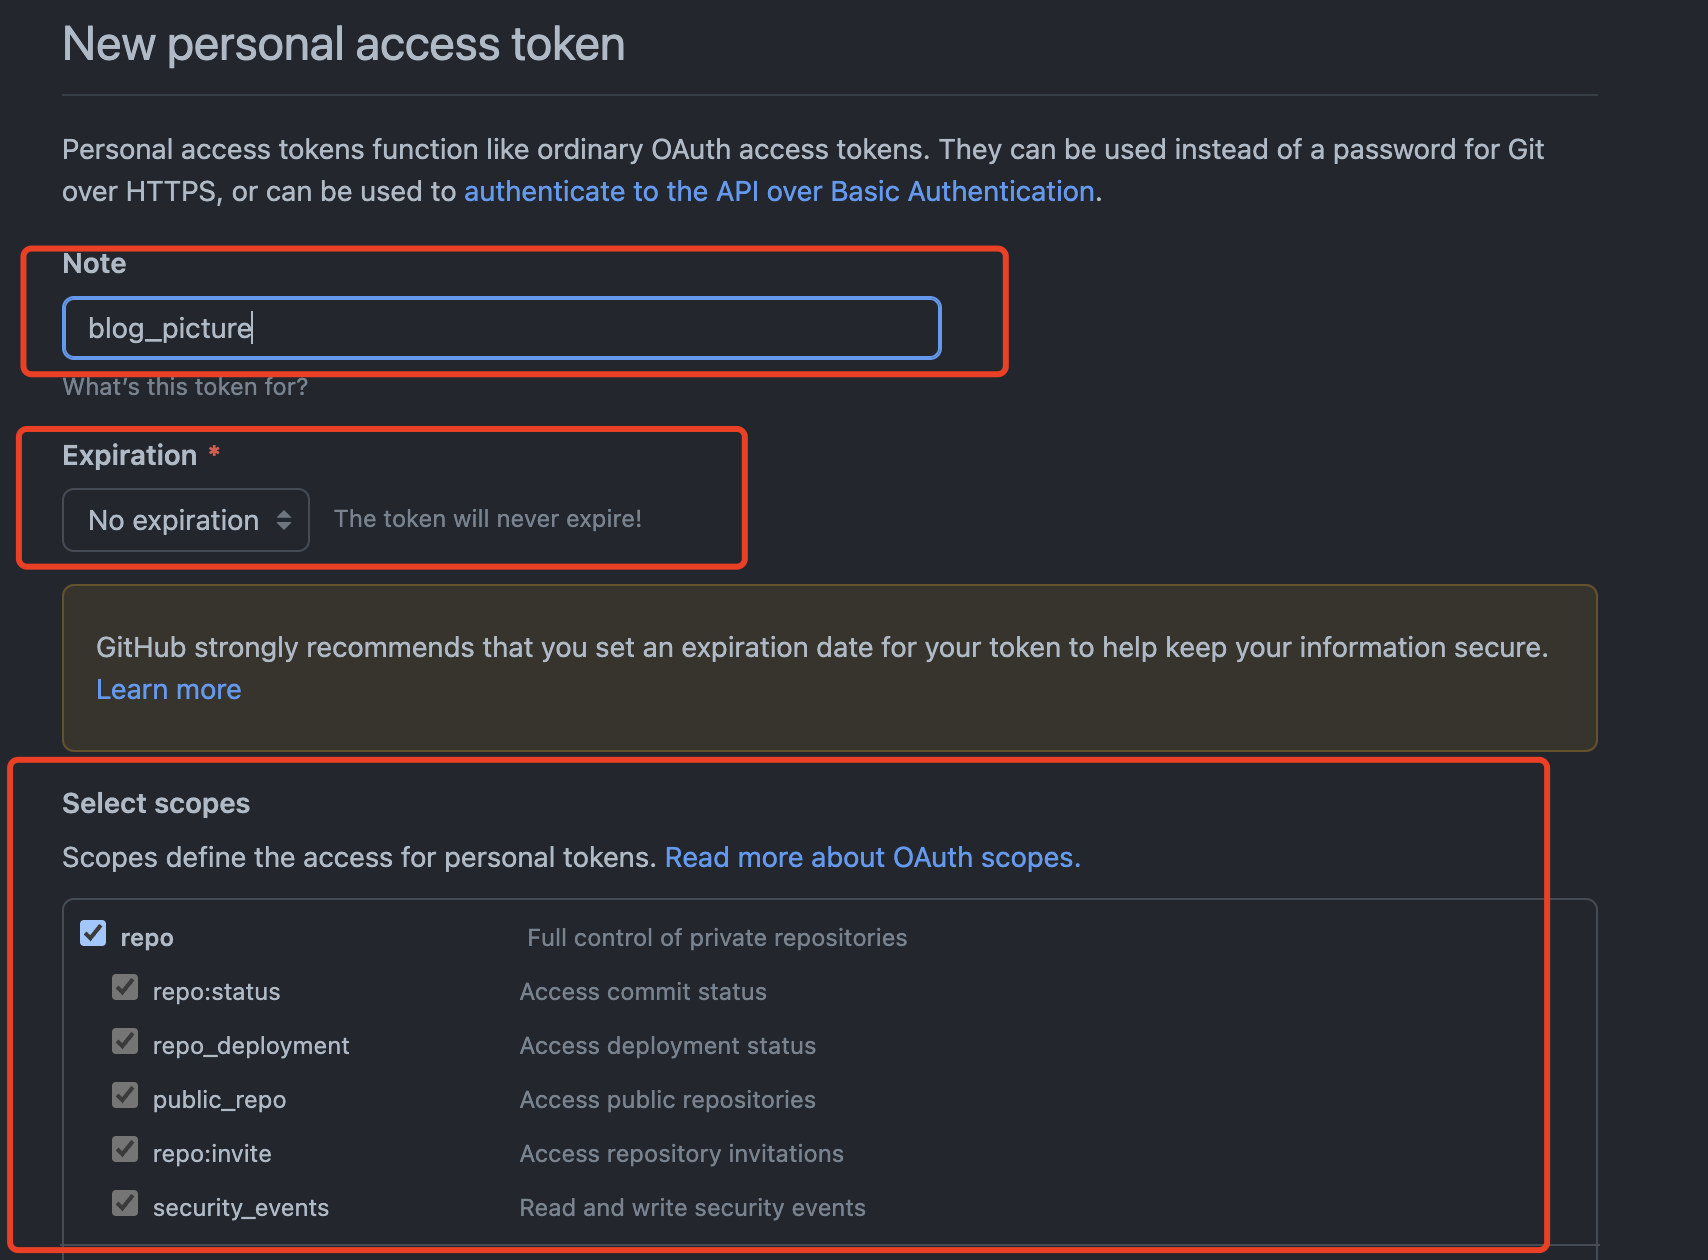 New personal access token
Personal access tokens function like ordinary OAuth access tokens. They can be used instead of a password for Git
over HTTPS, or can be used to authenticate to the API over Basic Authentication.
Note
blog_picture
What's this token for?
Expiration *
No expiration The token will never expire!
GitHub strongly recommends that you set an expiration date for your token to help keep your information secure.
Learn more
Select scopes
Scopes define the access for personal tokens. Read more about OAuth scopes.
repo Full control of private repositories
repo:status Access commit status
repo_deployment Access deployment status
public_repo Access public repositories
repo:invite Access repository invitations
security_events Read and write security events